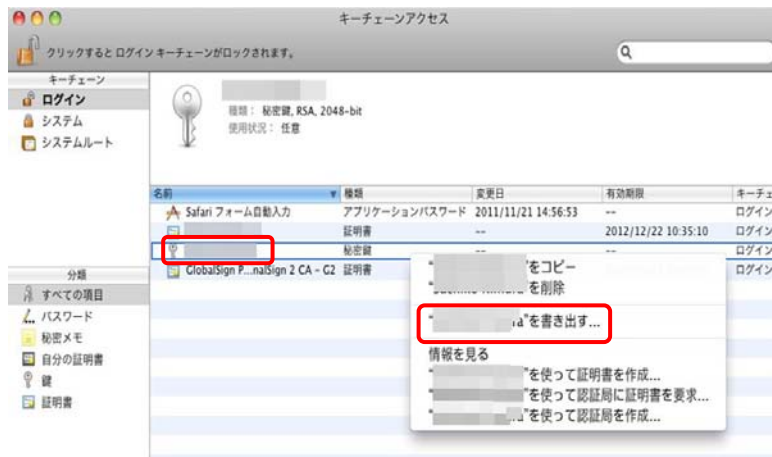 キーチェーンアクセス
クリックすると ログイン キーチェーンがロックされます。
キーチェーン
ログイン
システム
システムルート
種類： 秘密鍵, RSA, 2048-bit
使用状況： 任意
名前 種類 変更日 有効期限 キーチェ
Safari フォーム自動入力 アプリケーションパスワード 2011/11/21 14:56:53 -- ログイン
証明書 -- 2012/12/22 10:35:10 ログイン
秘密鍵 -- -- ログイン
GlobalSign P...nalSign 2 CA - G2 証明書 ログイン
"をコピー
"を削除
"を書き出す...
情報を見る
"を使って証明書を作成...
"を使って認証局に証明書を要求...
"を使って認証局を作成...
分類
すべての項目
パスワード
秘密メモ
自分の証明書
鍵
証明書